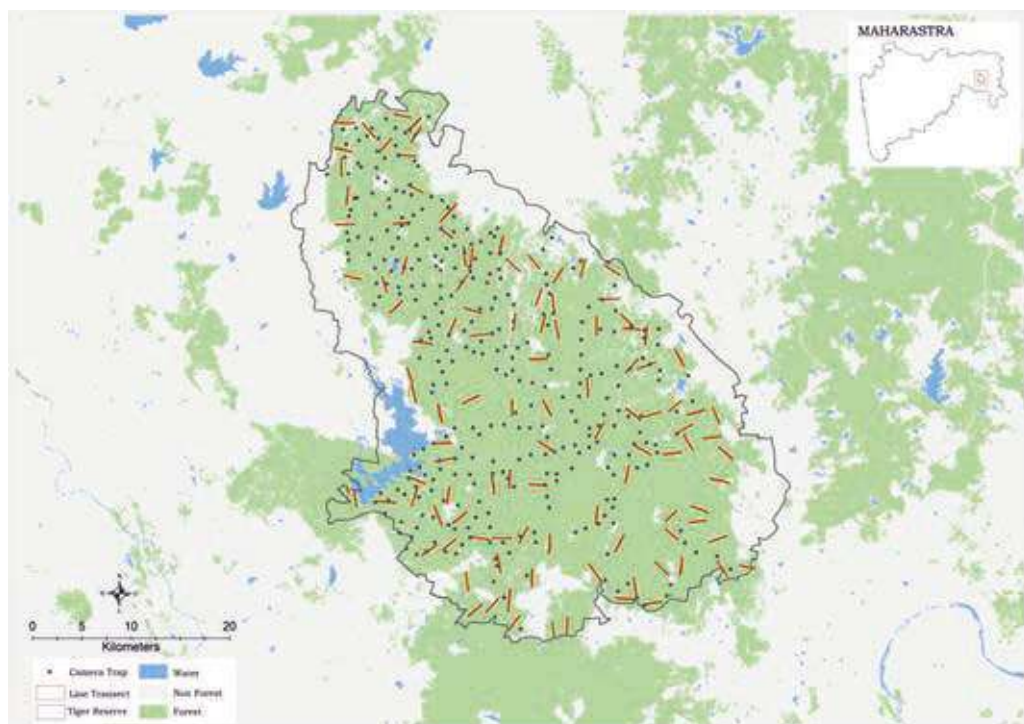 MAHARASTRA
N
0 5 10 20
Kilometers
Camera Trap Water
Line Transect Non Forest
Tiger Reserve Forest